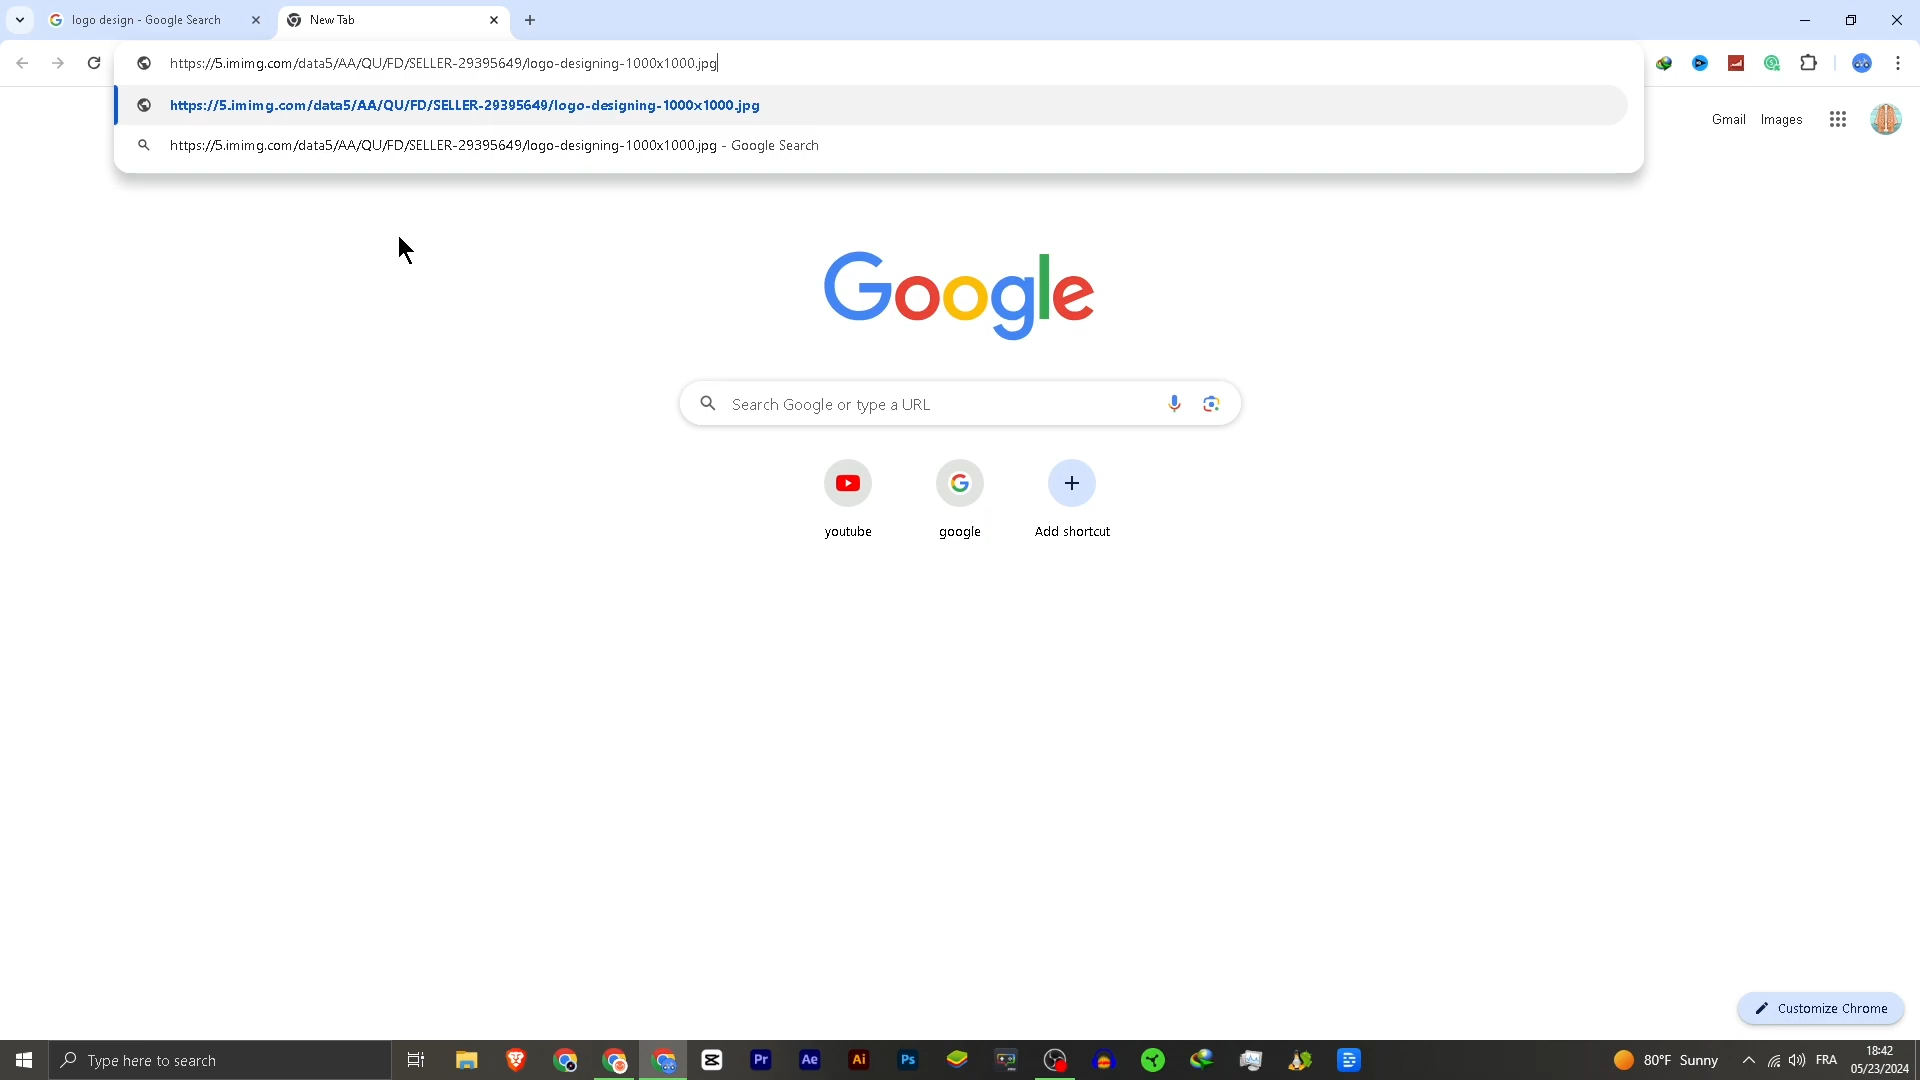 logo design - Google Search
New Tab
https://5.imimg.com/data5/AA/QU/FD/SELLER-29395649/logo-designing-1000x1000.jpg
https://5.imimg.com/data5/AA/QU/FD/SELLER-29395649/logo-designing-1000x1000.jpg
https://5.imimg.com/data5/AA/QU/FD/SELLER-29395649/logo-designing-1000x1000.jpg - Google Search
Gmail
Images
Google
Search Google or type a URL
youtube
google
Add shortcut
Customize Chrome
Type here to search
Pr
Ae
Ai
Ps
80°F Sunny
FRA
18:42
05/23/2024